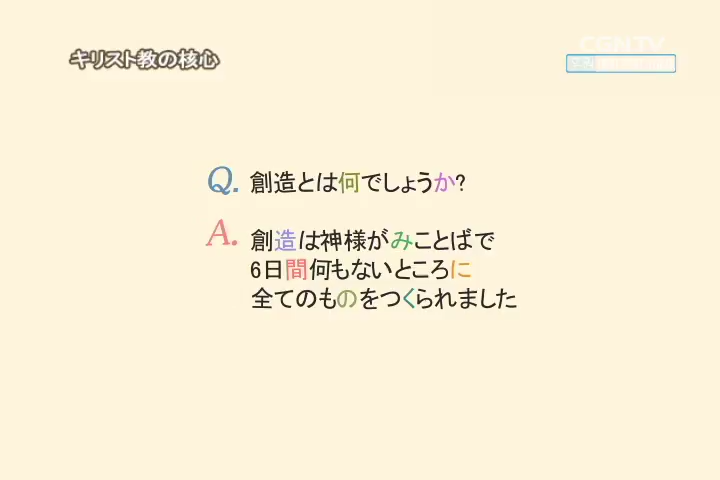 キリスト教の核心
CGNTV
Q. 創造とは何でしょうか?
A. 創造は神様がみことばで
6日間何もないところに
全てのものをつくられました